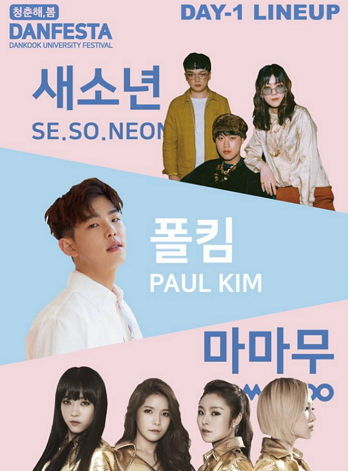 청춘해,봄
DANFESTA
DANKOOK UNIVERSITY FESTIVAL
DAY-1 LINEUP
새소년
SE.SO.NEON
폴킴
PAUL KIM
마마무